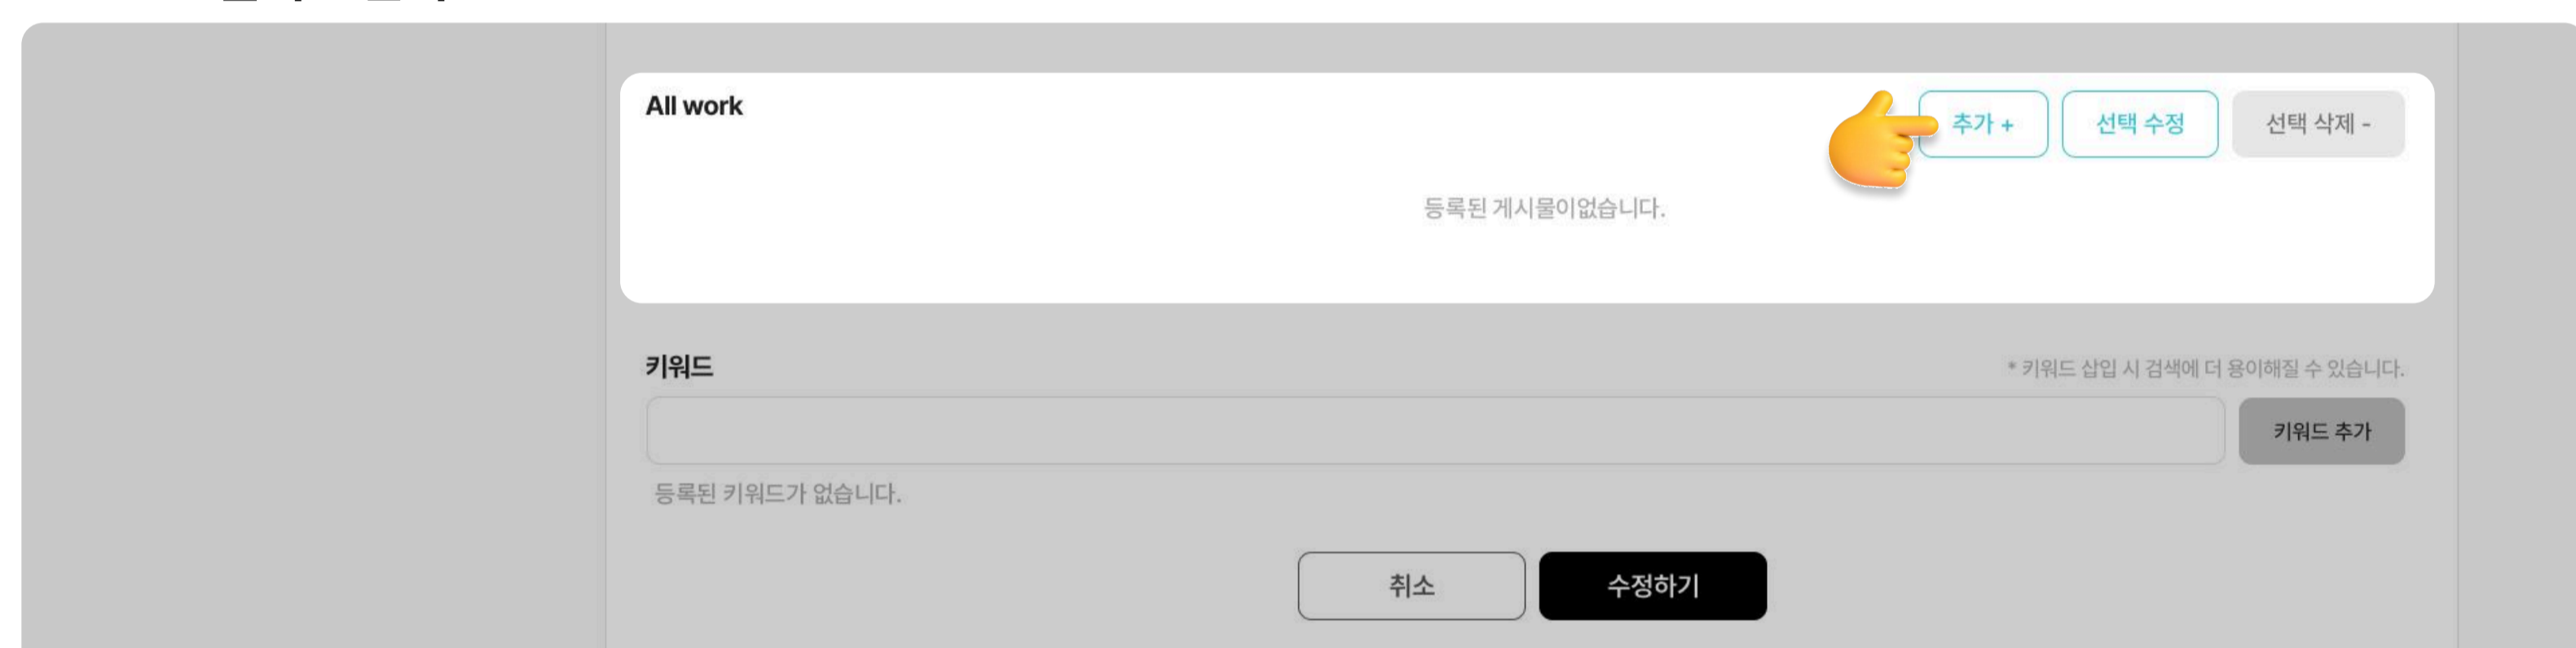 All work
추가 +
선택 수정
선택 삭제 -
등록된 게시물이없습니다.
키워드
* 키워드 삽입 시 검색에 더 용이해질 수 있습니다.
키워드 추가
등록된 키워드가 없습니다.
취소
수정하기